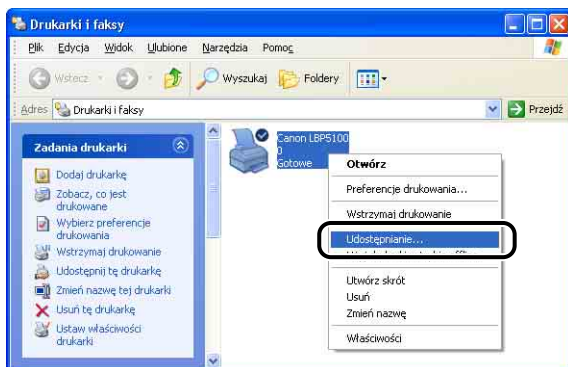 Drukarki i faksy
Plik Edycja Widok Ulubione Narzędzia Pomoc
Wstecz Wyszukaj Foldery
Adres Drukarki i faksy Przejdź
Zadania drukarki
Dodaj drukarkę
Zobacz, co jest
drukowane
Wybierz preferencje
drukowania
Wstrzymaj drukowanie
Udostępnij tę drukarkę
Zmień nazwę tej drukarki
Usuń tę drukarkę
Ustaw właściwości
drukarki
Canon LBP5100
0
Gotowe
Otwórz
Preferencje drukowania...
Wstrzymaj drukowanie
Udostępnianie...
Utwórz skrót
Usuń
Zmień nazwę
Właściwości